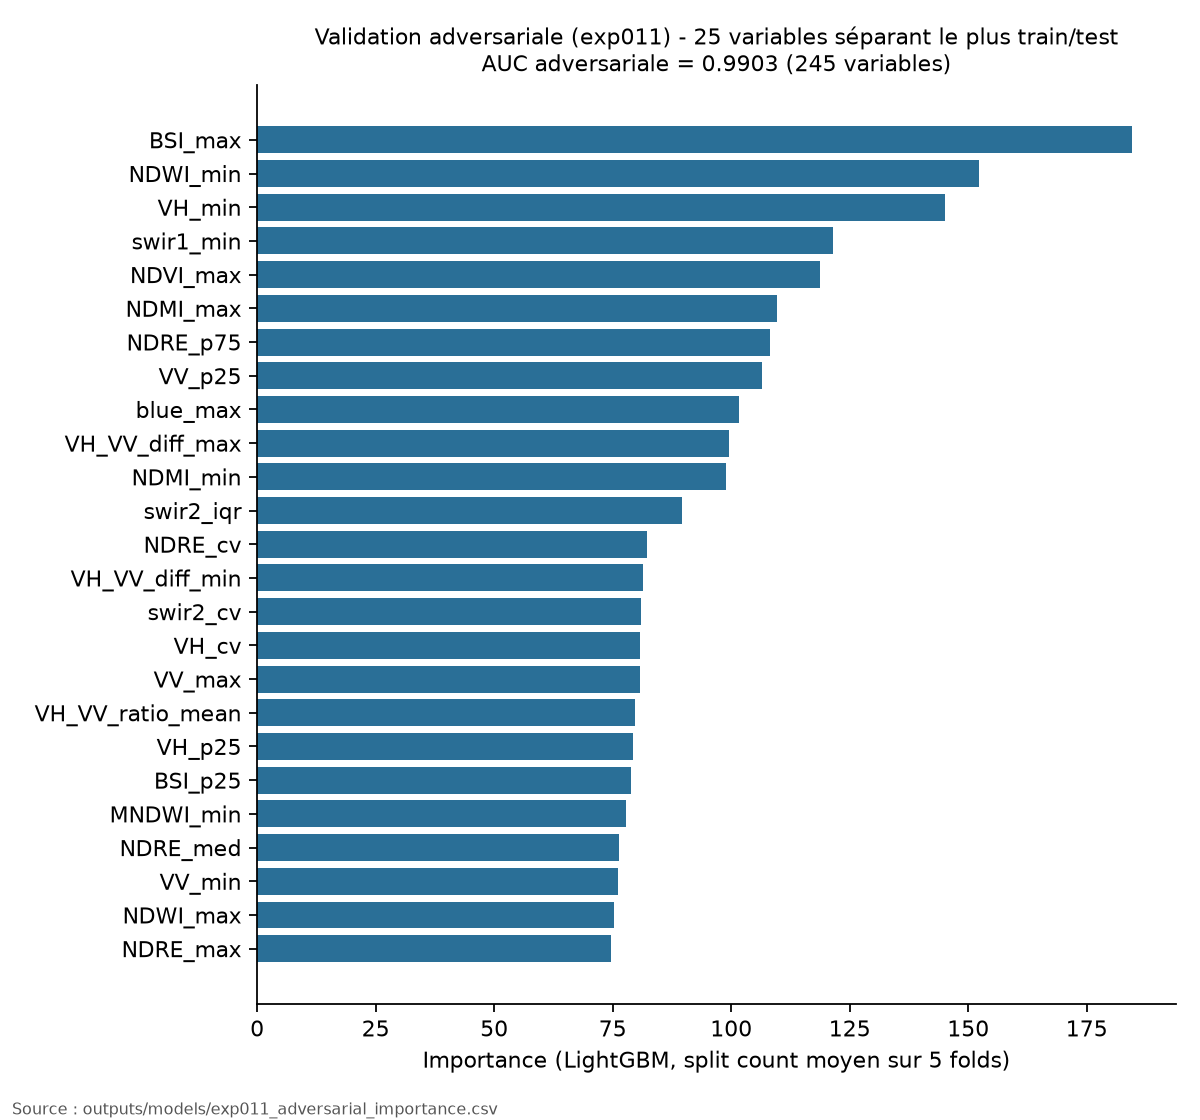 Validation adversariale (exp011) - 25 variables séparant le plus train/test
AUC adversariale = 0.9903 (245 variables)
BSI_max
NDWI_min
VH_min
swir1_min
NDVI_max
NDMI_max
NDRE_p75
VV_p25
blue_max
VH_VV_diff_max
NDMI_min
swir2_iqr
NDRE_cv
VH_VV_diff_min
swir2_cv
VH_cv
VV_max
VH_VV_ratio_mean
VH_p25
BSI_p25
MNDWI_min
NDRE_med
VV_min
NDWI_max
NDRE_max
0 25 50 75 100 125 150 175
Importance (LightGBM, split count moyen sur 5 folds)
Source : outputs/models/exp011_adversarial_importance.csv